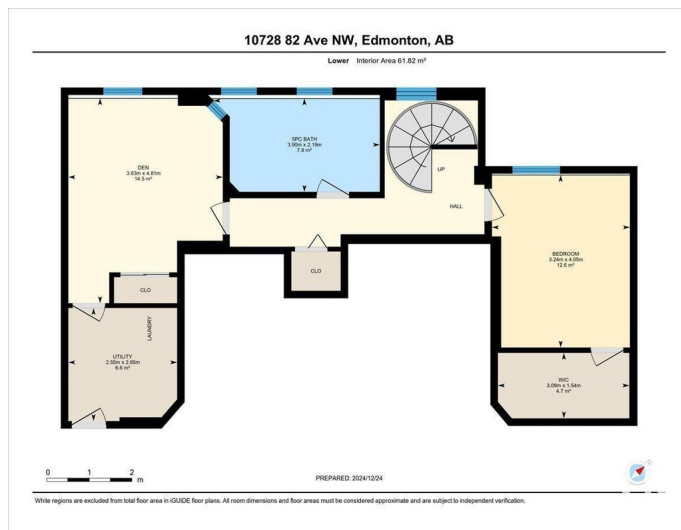 10728 82 Ave NW, Edmonton, AB
Lower Interior Area 61.82 m²
DEN
3.63m x 4.81m
14.5 m²
5PC BATH
3.90m x 2.19m
7.8 m²
UP
HALL
BEDROOM
3.24m x 4.05m
12.6 m²
CLO
CLO
LAUNDRY
UTILITY
2.55m x 2.65m
6.6 m²
WIC
3.09m x 1.54m
4.7 m²
0 1 2 m
PREPARED: 2024/12/24
N
White regions are excluded from total floor area in iGUIDE floor plans. All room dimensions and floor areas must be considered approximate and are subject to independent verification.